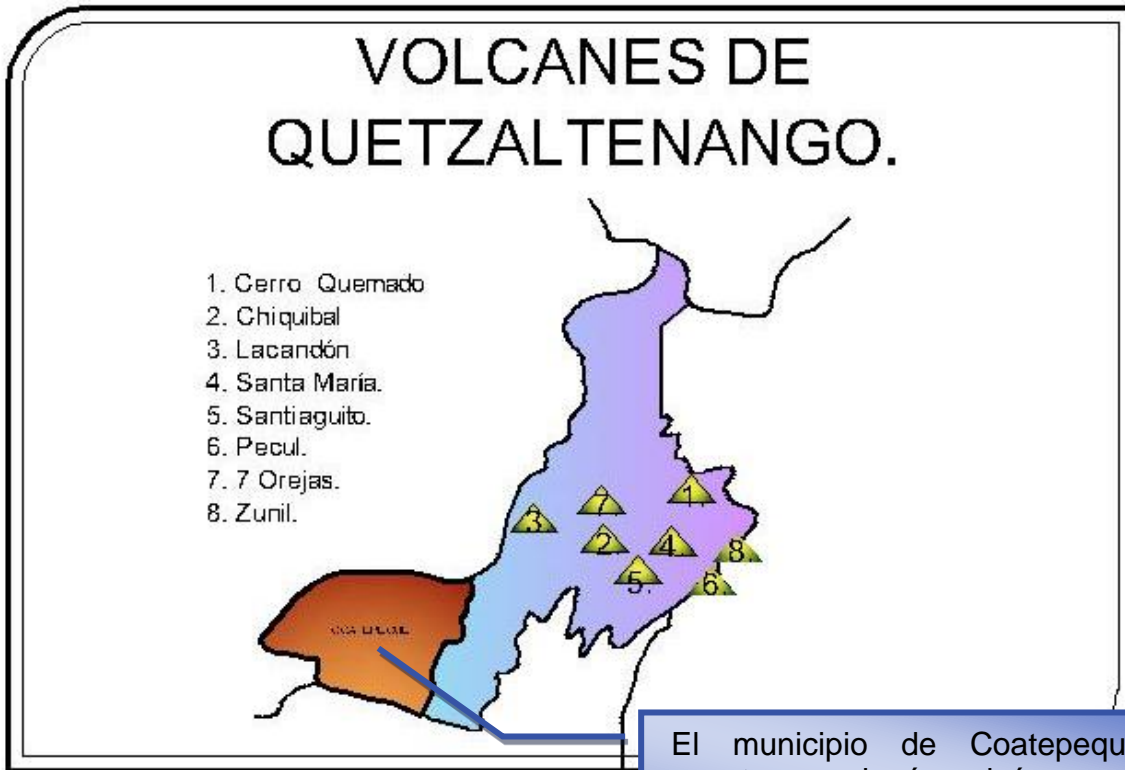 VOLCANES DE
QUETZALTENANGO.
1. Cerro Quemado
2. Chiquibal
3. Lacandón
4. Santa María.
5. Santiaguito.
6. Pecul.
7. 7 Orejas.
8. Zunil.
1.
7.
3
2.
4.
8.
5.
6.
El municipio de Coatepequ